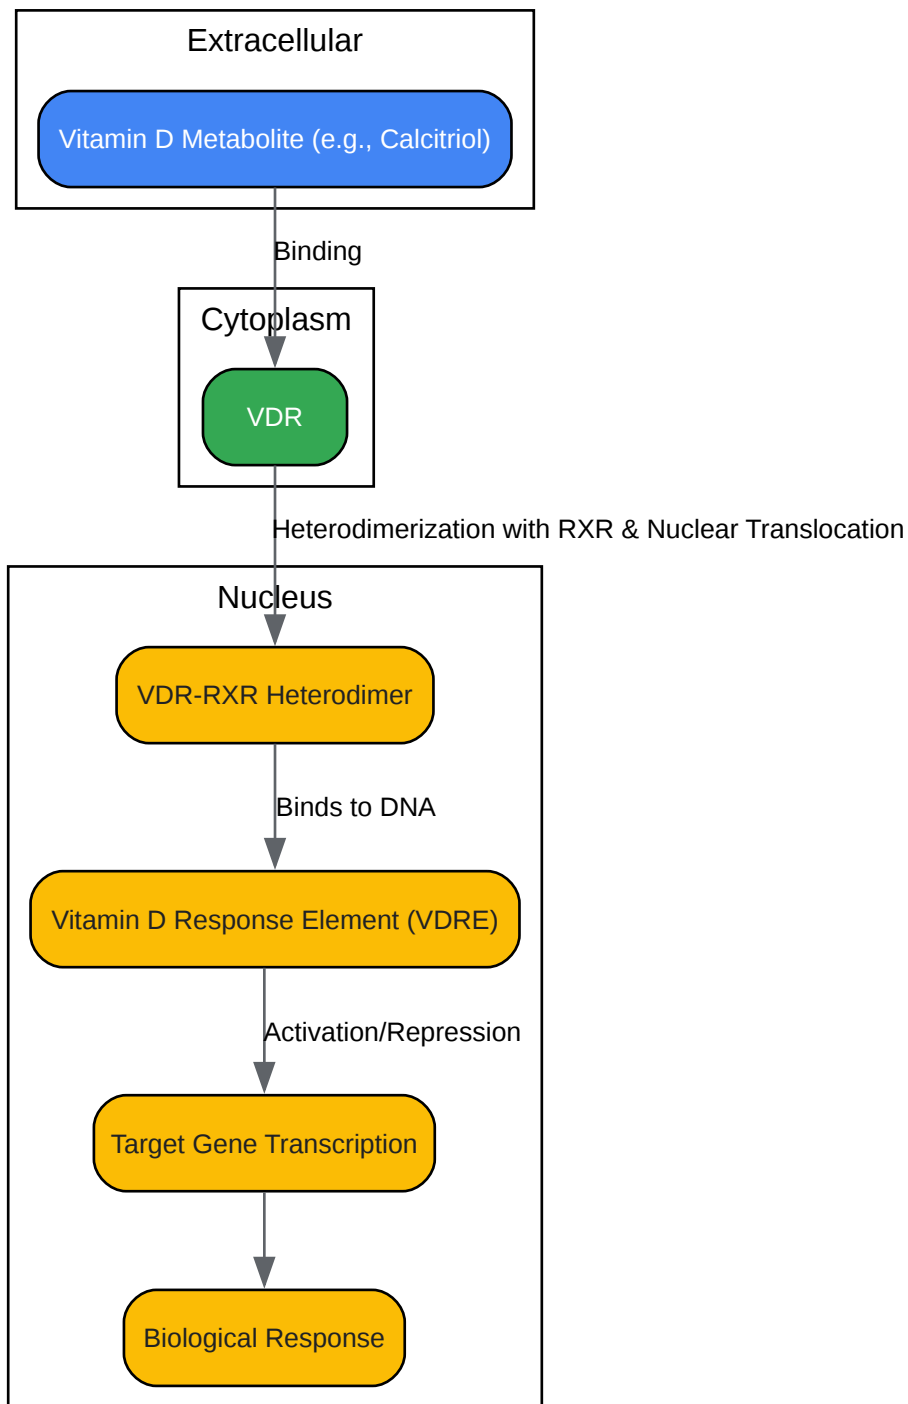 Extracellular
Vitamin D Metabolite (e.g., Calcitriol)
Binding
Cytoplasm
VDR
Heterodimerization with RXR & Nuclear Translocation
Nucleus
VDR-RXR Heterodimer
Binds to DNA
Vitamin D Response Element (VDRE)
Activation/Repression
Target Gene Transcription
Biological Response